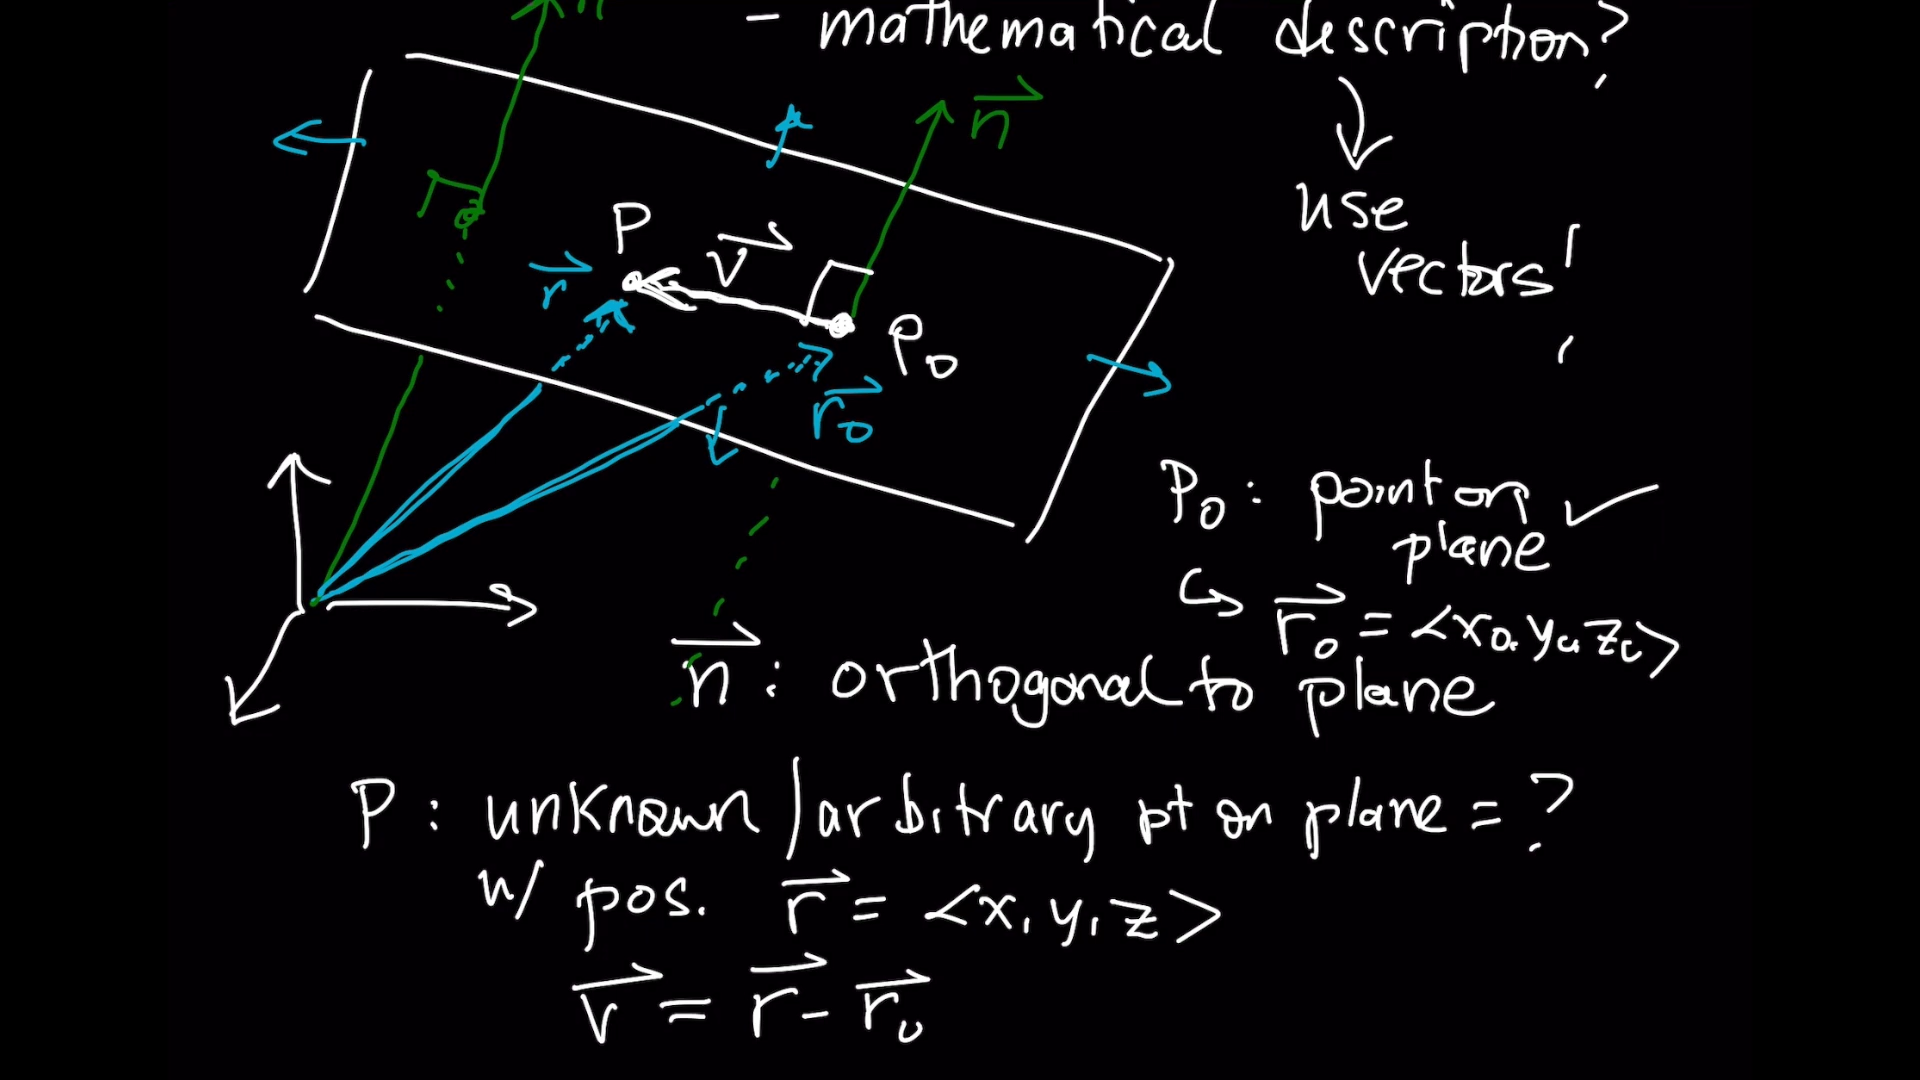 n
- mathematical description?
n
use
vectors!
P
v
r
P0
r0
P0: point on ✓
plane
↪ r0 = <x0, y0, z0>
n: orthogonal to plane
P: unknown/arbitrary pt on plane = ?
w/ pos. r = <x, y, z>
v = r - r0